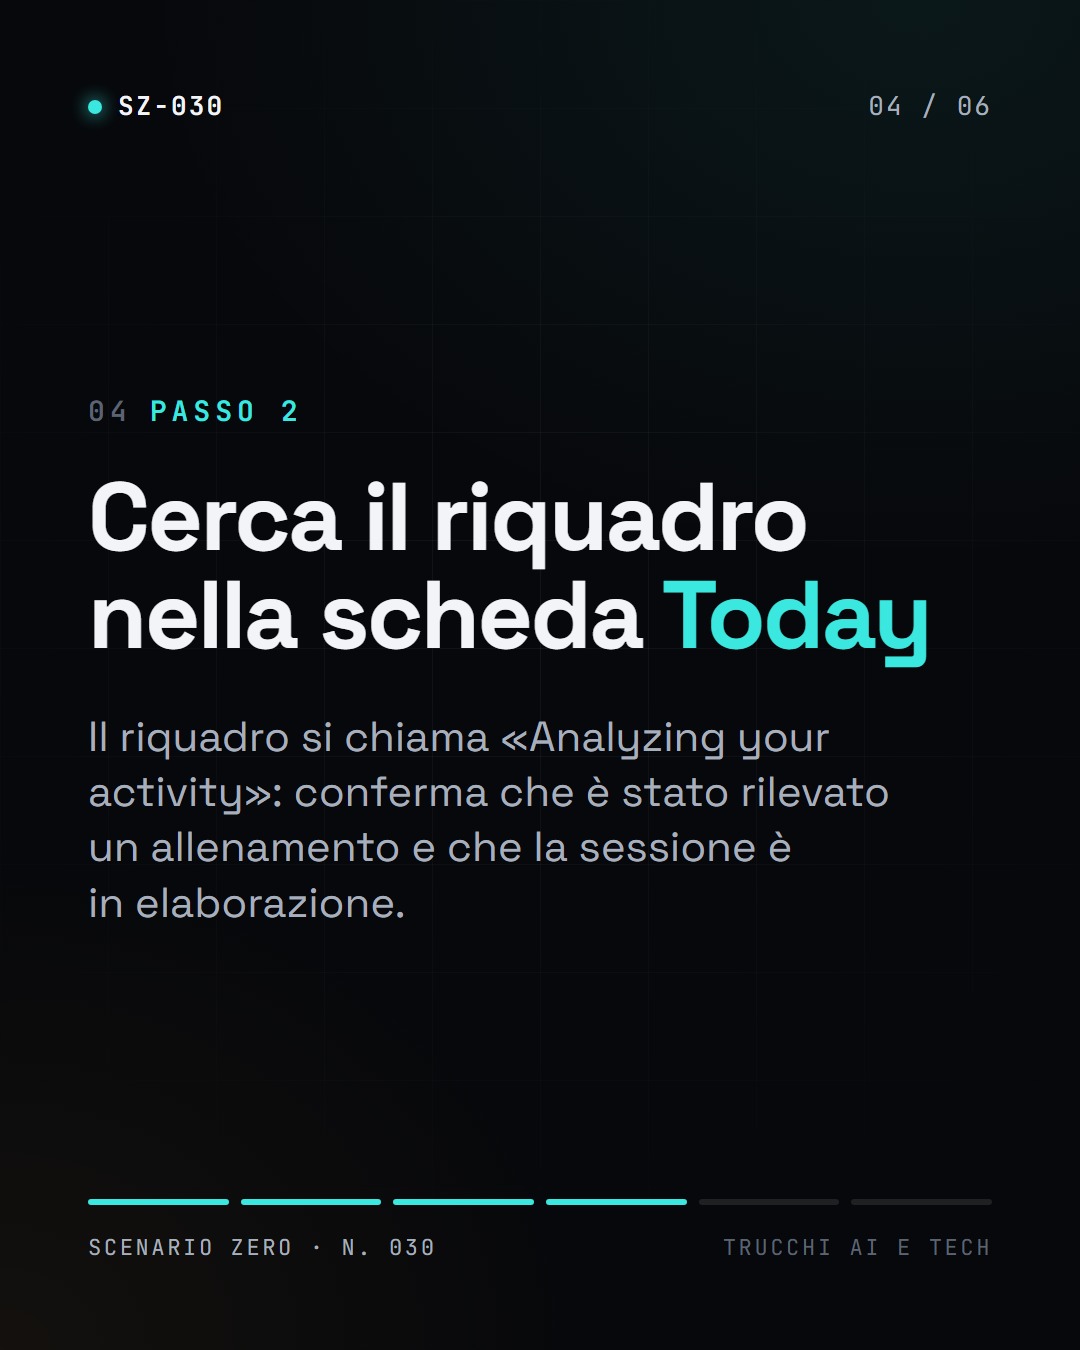 SZ-030
04 / 06
04 PASSO 2
Cerca il riquadro
nella scheda Today
Il riquadro si chiama «Analyzing your
activity»: conferma che è stato rilevato
un allenamento e che la sessione è
in elaborazione.
SCENARIO ZERO · N. 030
TRUCCHI AI E TECH